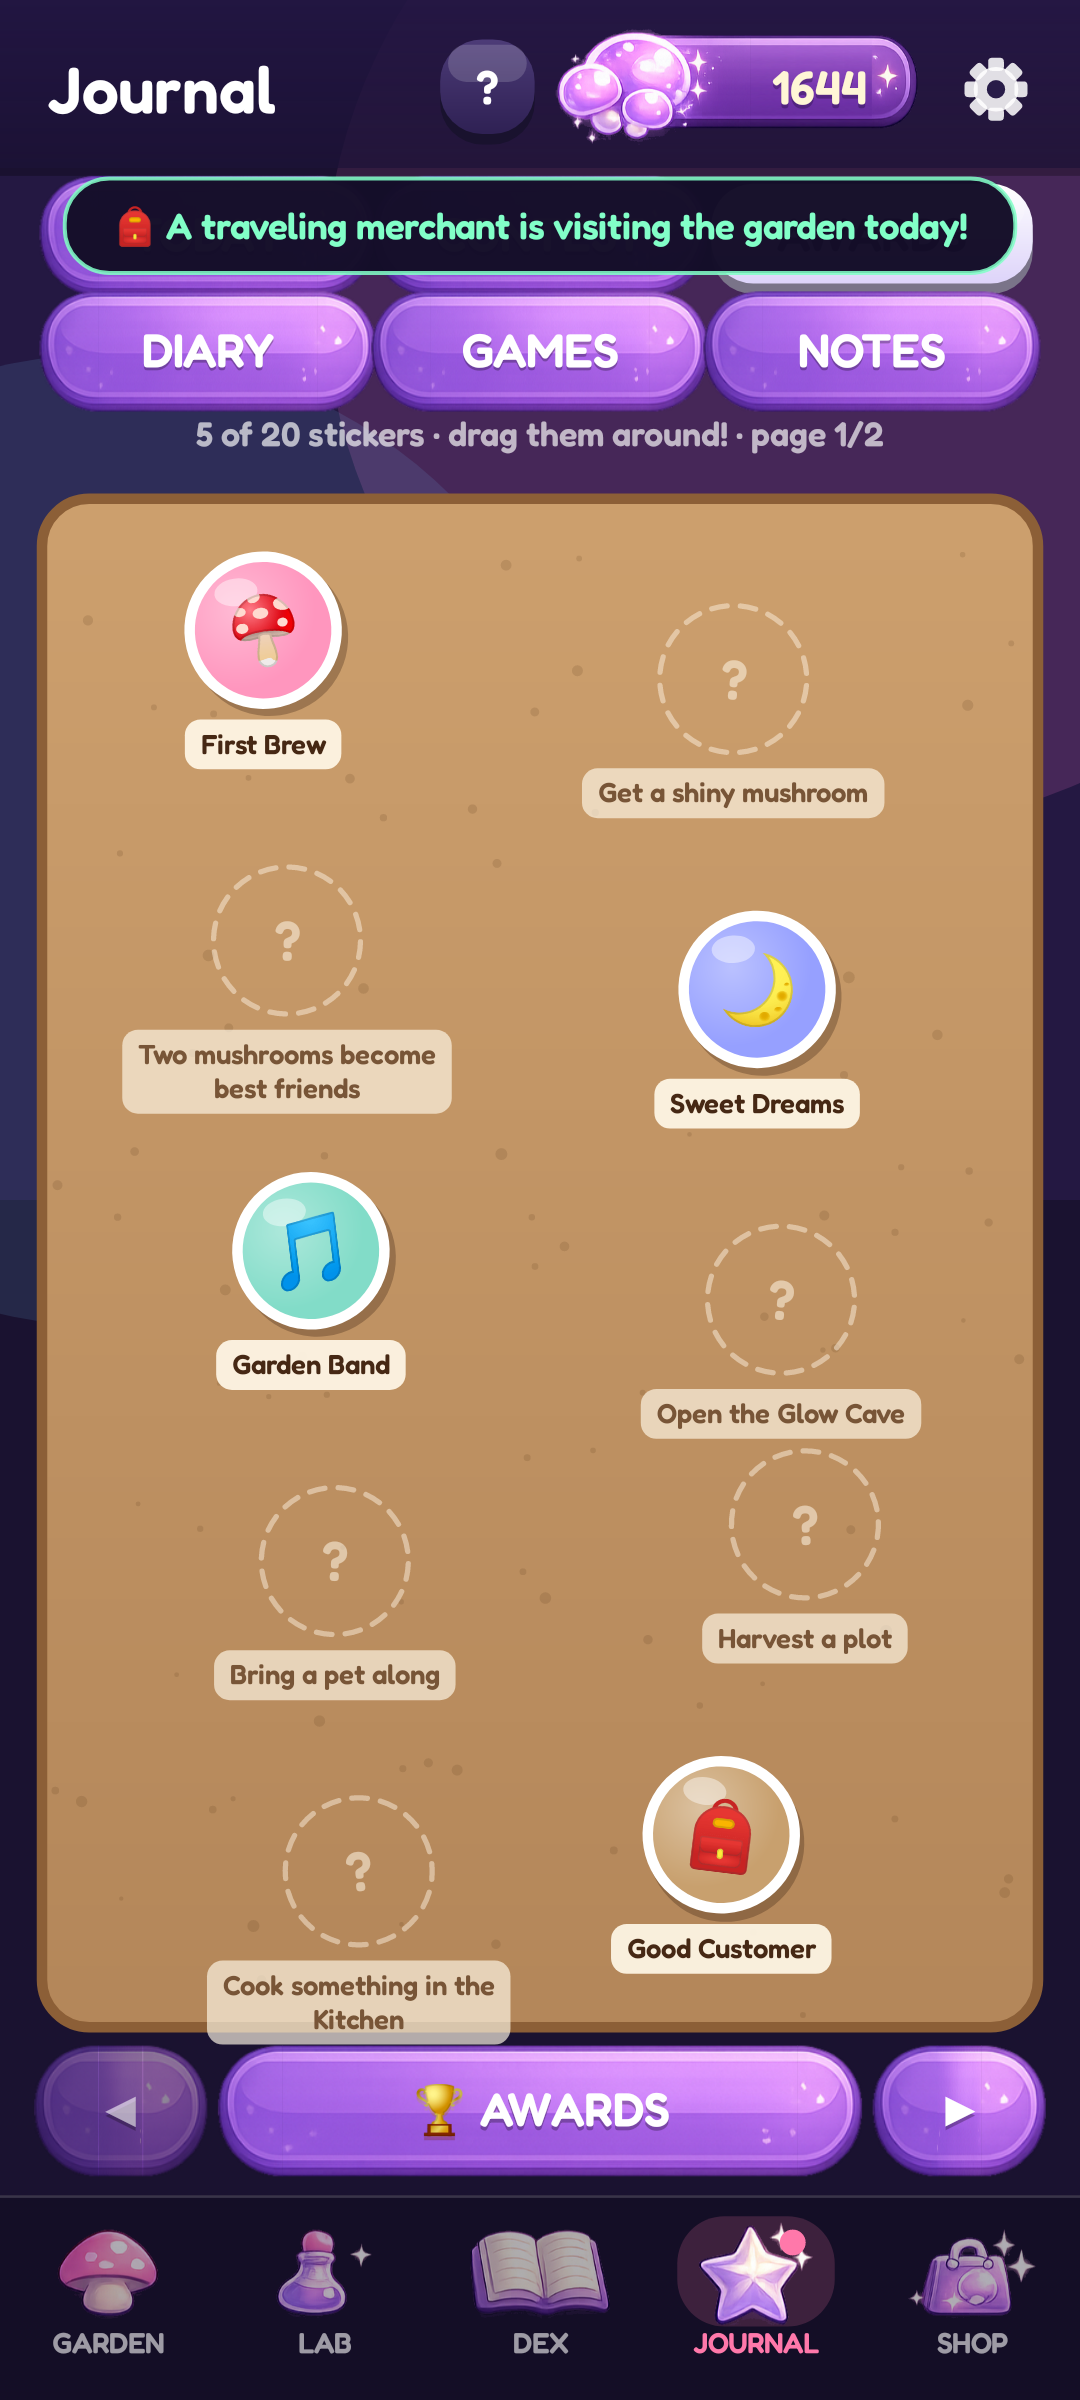 Journal
?
1644
A traveling merchant is visiting the garden today!
DIARY
GAMES
NOTES
5 of 20 stickers · drag them around! · page 1/2
First Brew
?
Get a shiny mushroom
?
Two mushrooms become
best friends
Sweet Dreams
Garden Band
?
Open the Glow Cave
?
Bring a pet along
?
Harvest a plot
?
Cook something in the
Kitchen
Good Customer
AWARDS
GARDEN
LAB
DEX
JOURNAL
SHOP